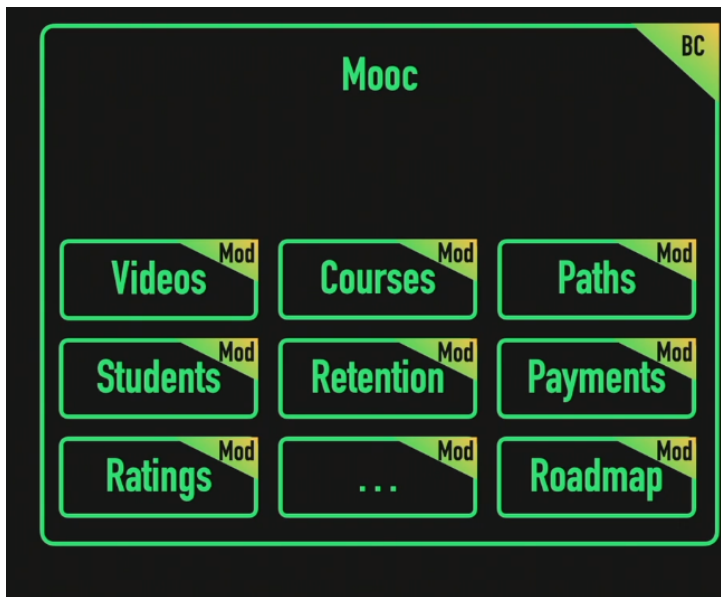 BC
Mooc
Mod Mod Mod
Videos Courses Paths
Mod Mod Mod
Students Retention Payments
Mod Mod Mod
Ratings ... Roadmap